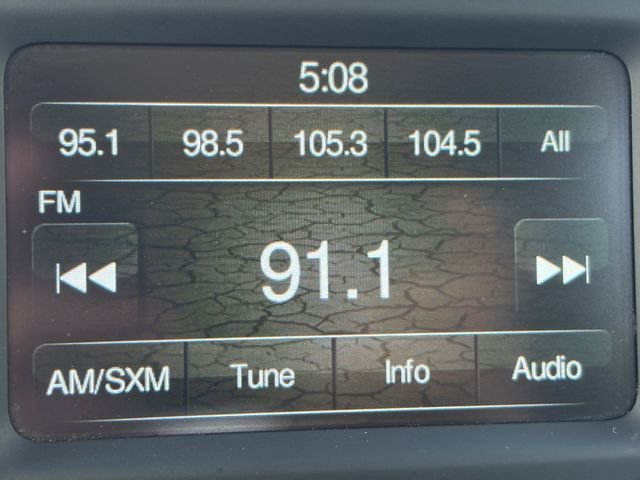 5:08
95.1 98.5 105.3 104.5 All
FM
91.1
AM/SXM Tune Info Audio